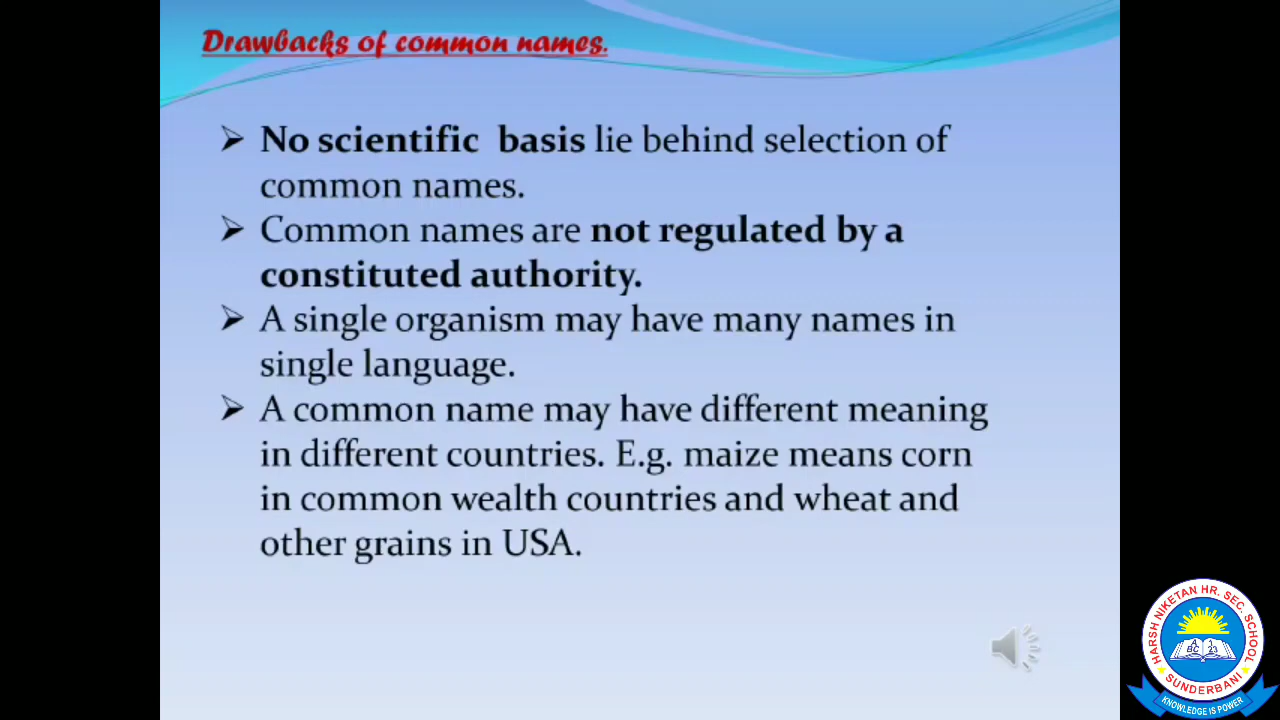 Drawbacks of common names.
➢ No scientific basis lie behind selection of
common names.
➢ Common names are not regulated by a
constituted authority.
➢ A single organism may have many names in
single language.
➢ A common name may have different meaning
in different countries. E.g. maize means corn
in common wealth countries and wheat and
other grains in USA.
HARSH NIKETAN HR. SEC. SCHOOL
SUNDERBANI
KNOWLEDGE IS POWER